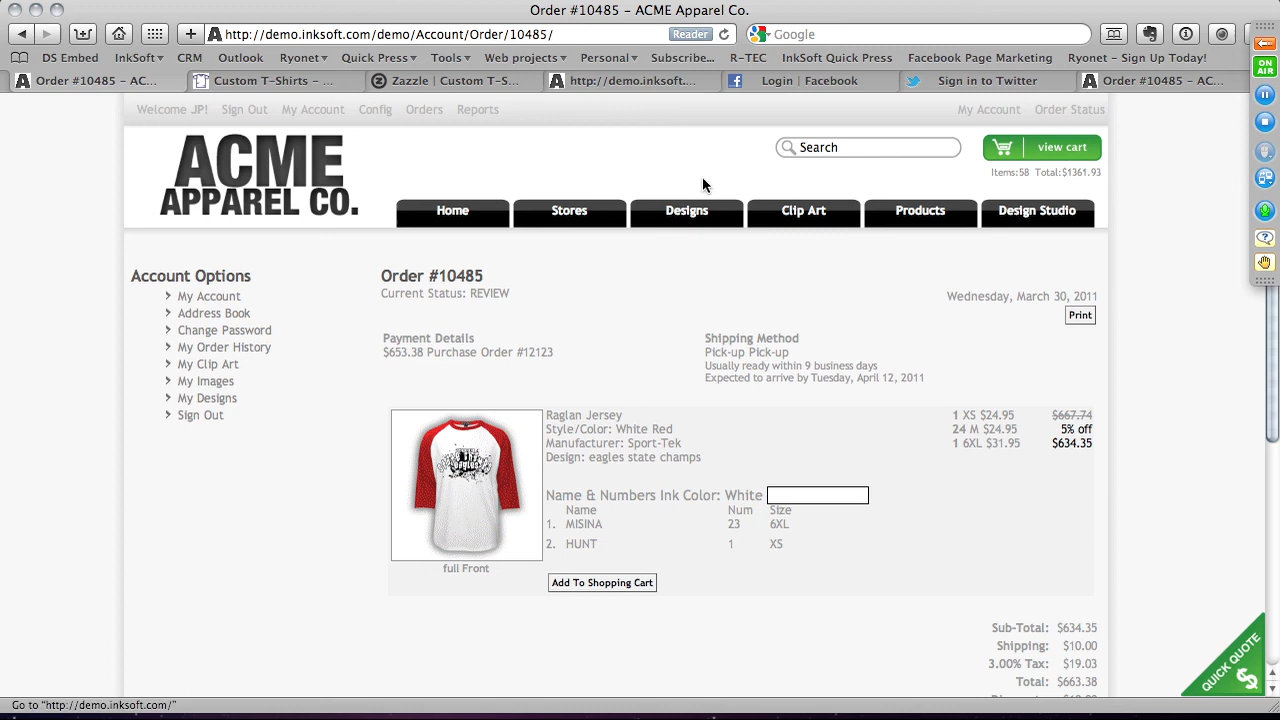 Order #10485 – ACME Apparel Co.
http://demo.inksoft.com/demo/Account/Order/10485/ Reader Google
DS Embed InkSoft CRM Outlook Ryonet Quick Press Tools Web projects Personal Subscribe... R-TEC InkSoft Quick Press Facebook Page Marketing Ryonet – Sign Up Today!
Order #10485 – AC... Custom T-Shirts – ... Zazzle | Custom T-S... http://demo.inksoft.... Login | Facebook Sign in to Twitter Order #10485 – AC...
ON AIR
Welcome JP! Sign Out My Account Config Orders Reports My Account Order Status
ACME
APPAREL CO.
Search view cart
Items:58 Total:$1361.93
Home Stores Designs Clip Art Products Design Studio
Account Options
My Account
Address Book
Change Password
My Order History
My Clip Art
My Images
My Designs
Sign Out
Order #10485
Current Status: REVIEW
Wednesday, March 30, 2011
Print
Payment Details
$653.38 Purchase Order #12123
Shipping Method
Pick-up Pick-up
Usually ready within 9 business days
Expected to arrive by Tuesday, April 12, 2011
Raglan Jersey 1 XS $24.95 $667.74
Style/Color: White Red 24 M $24.95 5% off
Manufacturer: Sport-Tek 1 6XL $31.95 $634.35
Design: eagles state champs
Name & Numbers Ink Color: White
Name Num Size
1. MISINA 23 6XL
2. HUNT 1 XS
full Front
Add To Shopping Cart
Sub-Total: $634.35
Shipping: $10.00
3.00% Tax: $19.03
Total: $663.38
QUICK QUOTE
$
Go to "http://demo.inksoft.com/"